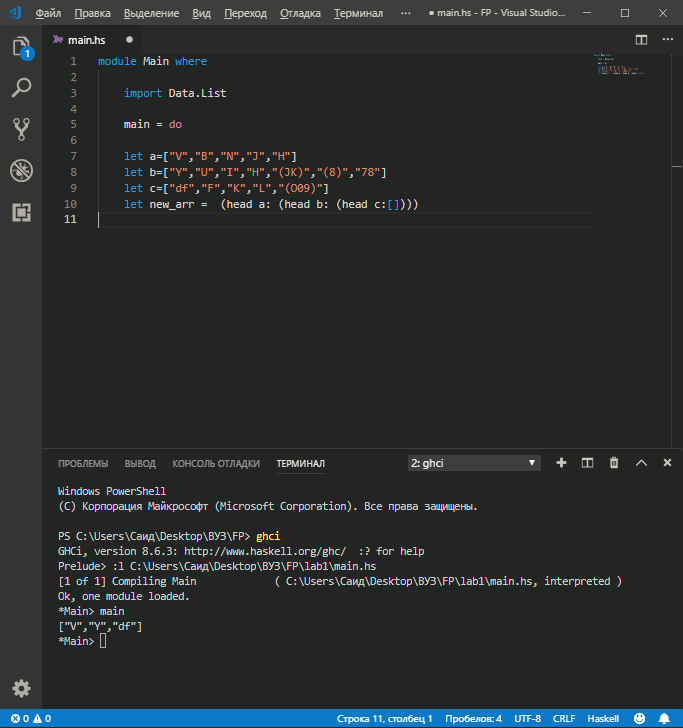 Файл Правка Выделение Вид Переход Отладка Терминал ··· ● main.hs - FP - Visual Studio...
1
main.hs ●
1 module Main where
2
3 import Data.List
4
5 main = do
6
7 let a=["V","B","N","J","H"]
8 let b=["Y","U","I","H","(JK)","(8)","78"]
9 let c=["df","F","K","L","(O09)"]
10 let new_arr =  (head a: (head b: (head c:[])))
11
ПРОБЛЕМЫ ВЫВОД КОНСОЛЬ ОТЛАДКИ ТЕРМИНАЛ 2: ghci
Windows PowerShell
(C) Корпорация Майкрософт (Microsoft Corporation). Все права защищены.
PS C:\Users\Саид\Desktop\ВУЗ\FP> ghci
GHCi, version 8.6.3: http://www.haskell.org/ghc/  :? for help
Prelude> :l C:\Users\Саид\Desktop\ВУЗ\FP\lab1\main.hs
[1 of 1] Compiling Main             ( C:\Users\Саид\Desktop\ВУЗ\FP\lab1\main.hs, interpreted )
Ok, one module loaded.
*Main> main
["V","Y","df"]
*Main>
0 0 Строка 11, столбец 1 Пробелов: 4 UTF-8 CRLF Haskell